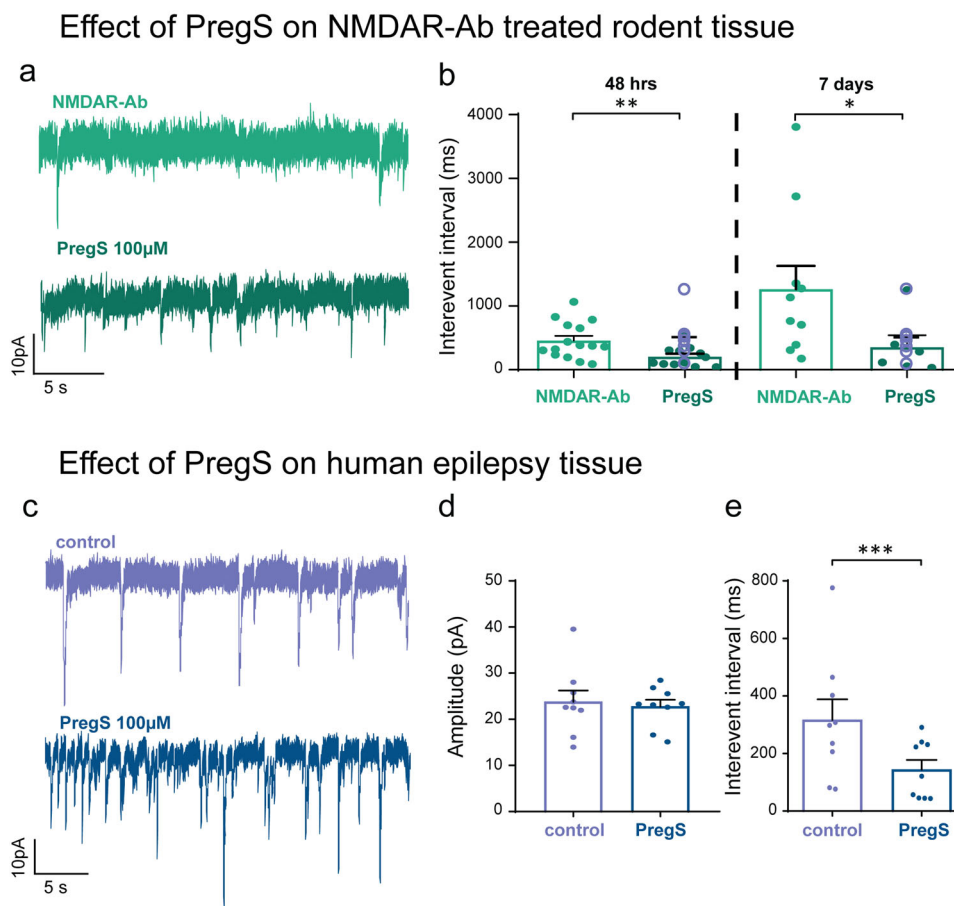 Effect of PregS on NMDAR-Ab treated rodent tissue
a
NMDAR-Ab
PregS 100µM
10pA
5 s
b
48 hrs
7 days
**
*
Interevent interval (ms)
4000
3000
2000
1000
0
NMDAR-Ab
PregS
NMDAR-Ab
PregS
Effect of PregS on human epilepsy tissue
c
control
PregS 100µM
10pA
5 s
d
Amplitude (pA)
50
40
30
20
10
0
control
PregS
e
***
Interevent interval (ms)
800
600
400
200
0
control
PregS